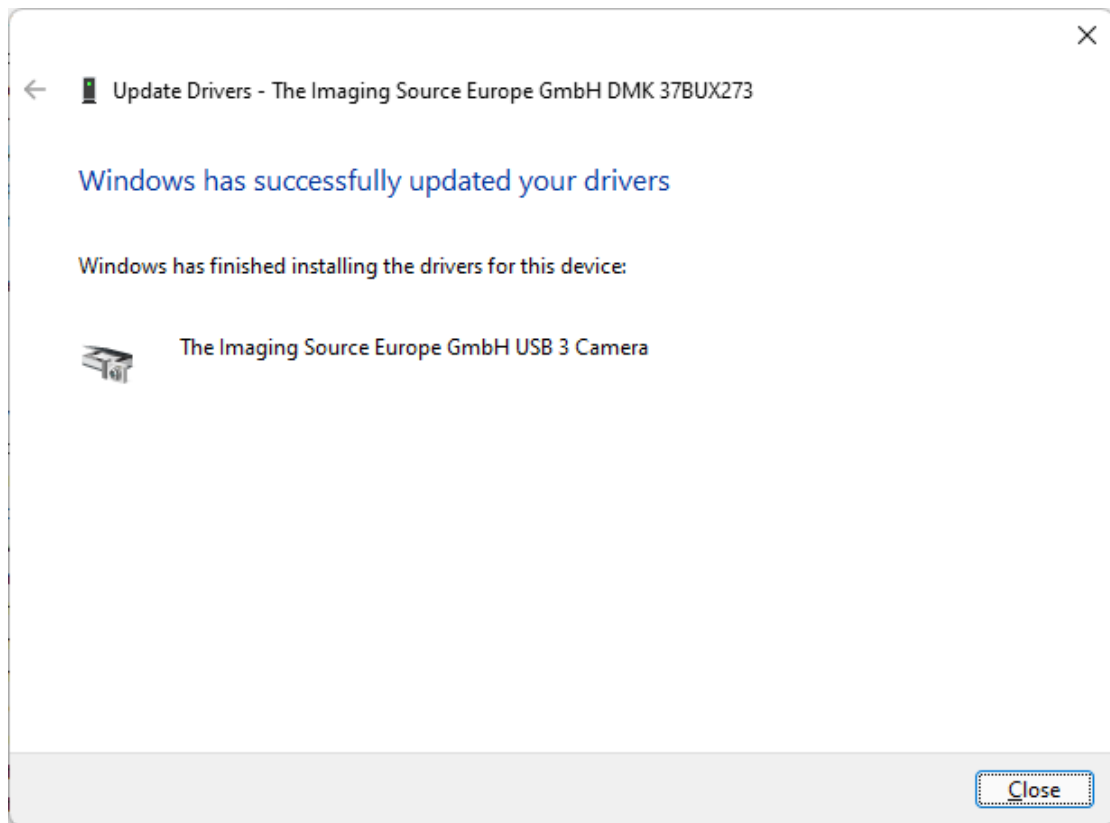 Update Drivers - The Imaging Source Europe GmbH DMK 37BUX273
Windows has successfully updated your drivers
Windows has finished installing the drivers for this device:
The Imaging Source Europe GmbH USB 3 Camera
Close